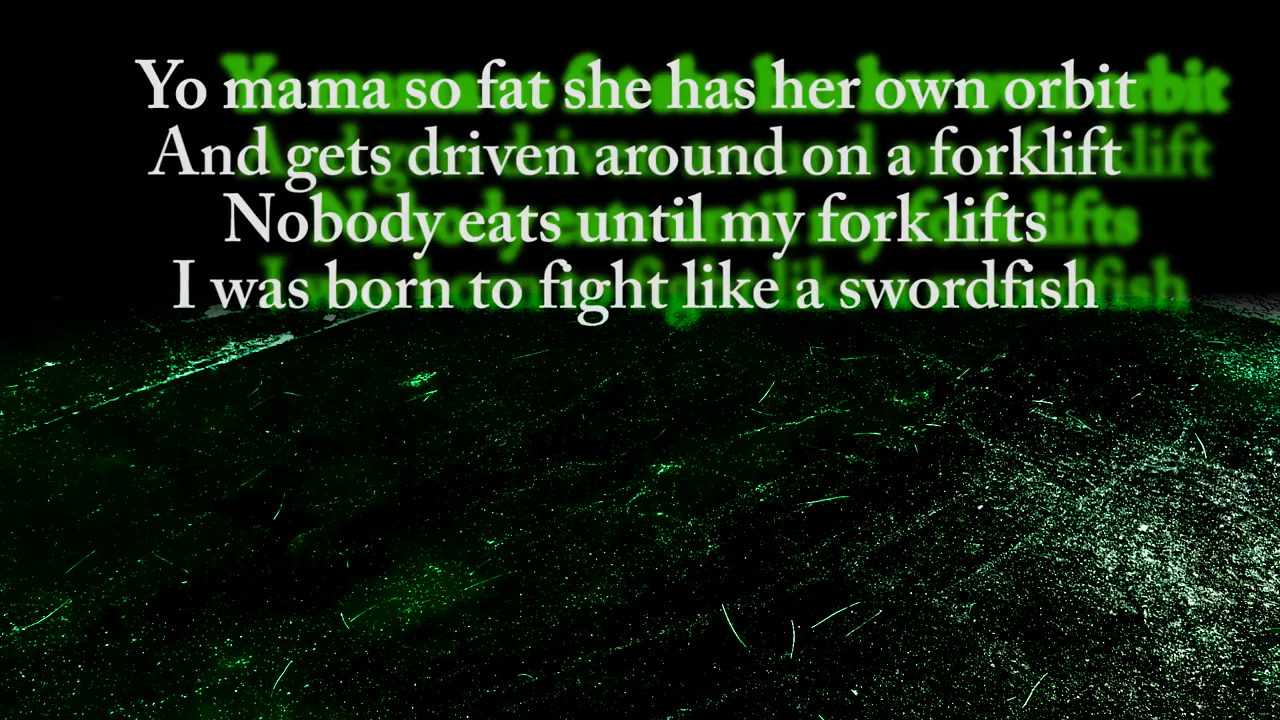 Yo mama so fat she has her own orbit
And gets driven around on a forklift
Nobody eats until my fork lifts
I was born to fight like a swordfish